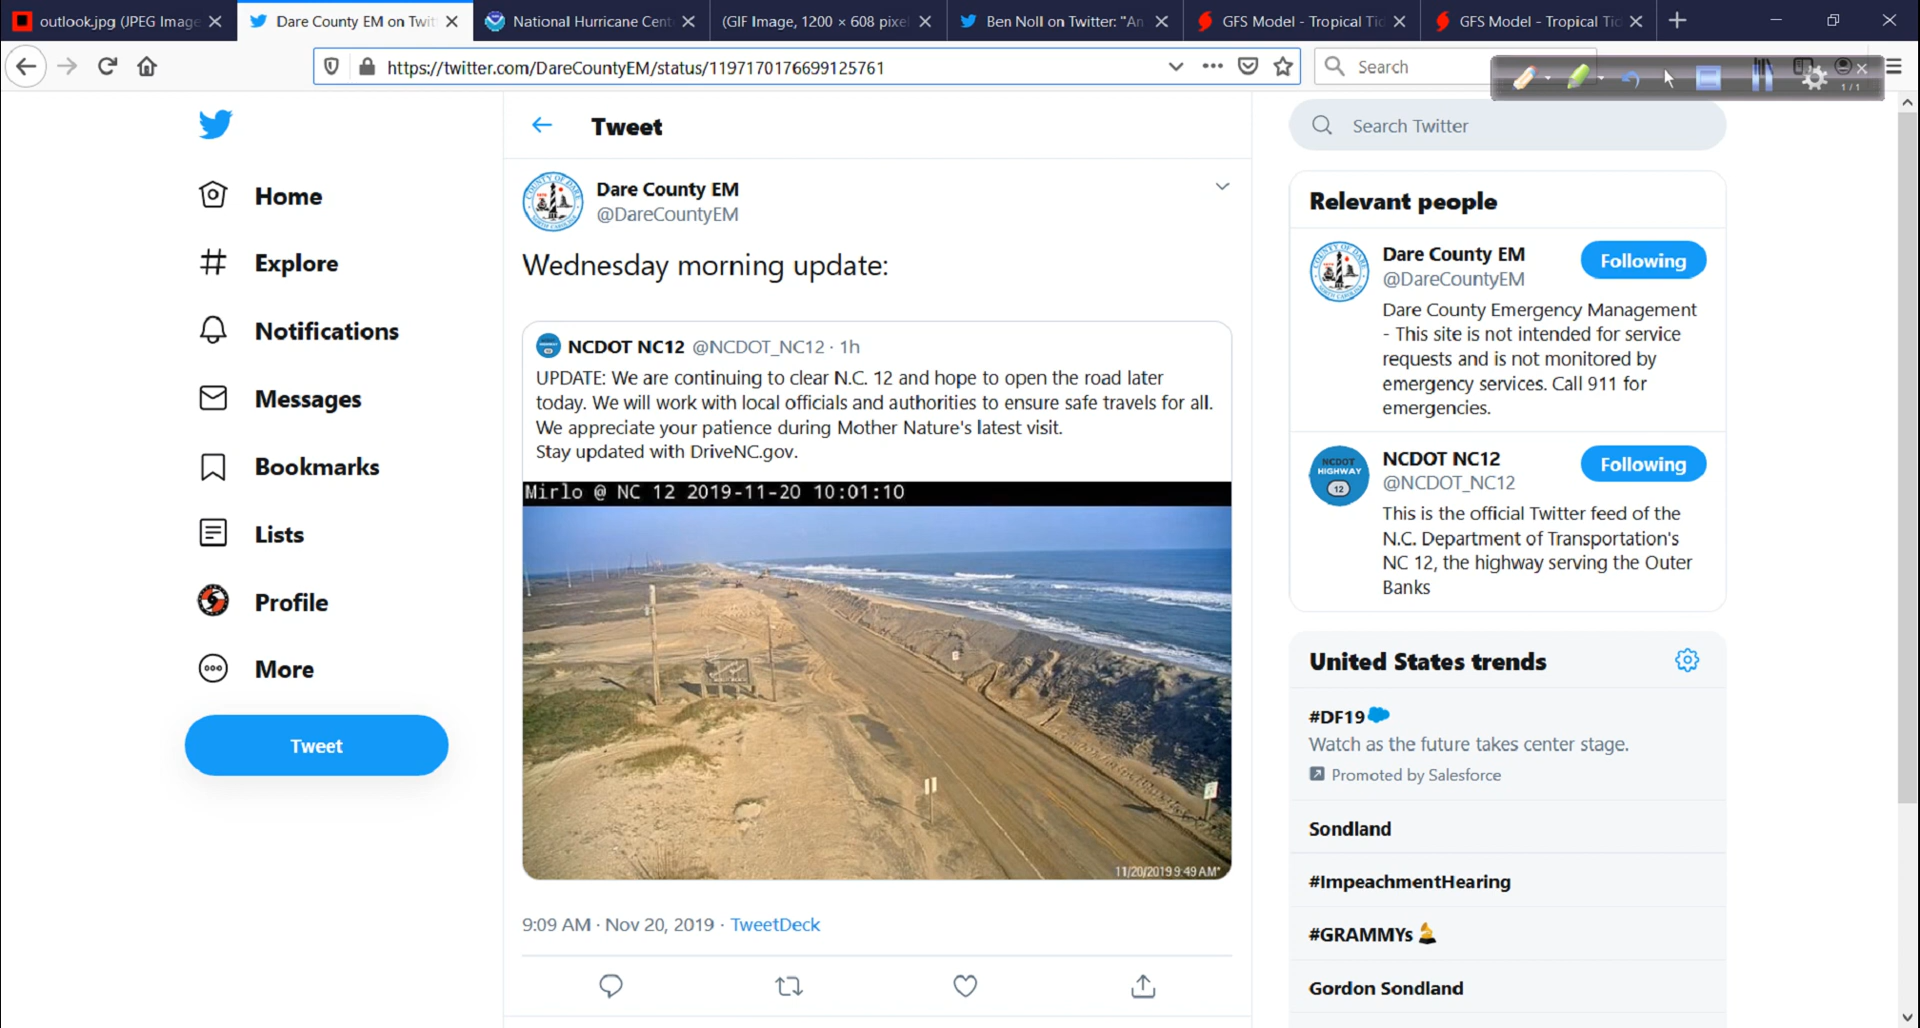 outlook.jpg (JPEG Image
Dare County EM on Twit
National Hurricane Cent
(GIF Image, 1200 × 608 pixel
Ben Noll on Twitter: "An
GFS Model - Tropical Tid
GFS Model - Tropical Tid
https://twitter.com/DareCountyEM/status/1197170176699125761
Search
1/1
Home
Explore
Notifications
Messages
Bookmarks
Lists
Profile
More
Tweet
Tweet
Dare County EM
@DareCountyEM
Wednesday morning update:
NCDOT NC12 @NCDOT_NC12 · 1h
UPDATE: We are continuing to clear N.C. 12 and hope to open the road later
today. We will work with local officials and authorities to ensure safe travels for all.
We appreciate your patience during Mother Nature's latest visit.
Stay updated with DriveNC.gov.
Mirlo @ NC 12 2019-11-20 10:01:10
11/20/2019 9:49 AM"
9:09 AM · Nov 20, 2019 · TweetDeck
Search Twitter
Relevant people
Dare County EM
@DareCountyEM
Following
Dare County Emergency Management
- This site is not intended for service
requests and is not monitored by
emergency services. Call 911 for
emergencies.
NCDOT
HIGHWAY
12
NCDOT NC12
@NCDOT_NC12
Following
This is the official Twitter feed of the
N.C. Department of Transportation's
NC 12, the highway serving the Outer
Banks
United States trends
#DF19
Watch as the future takes center stage.
Promoted by Salesforce
Sondland
#ImpeachmentHearing
#GRAMMYs
Gordon Sondland